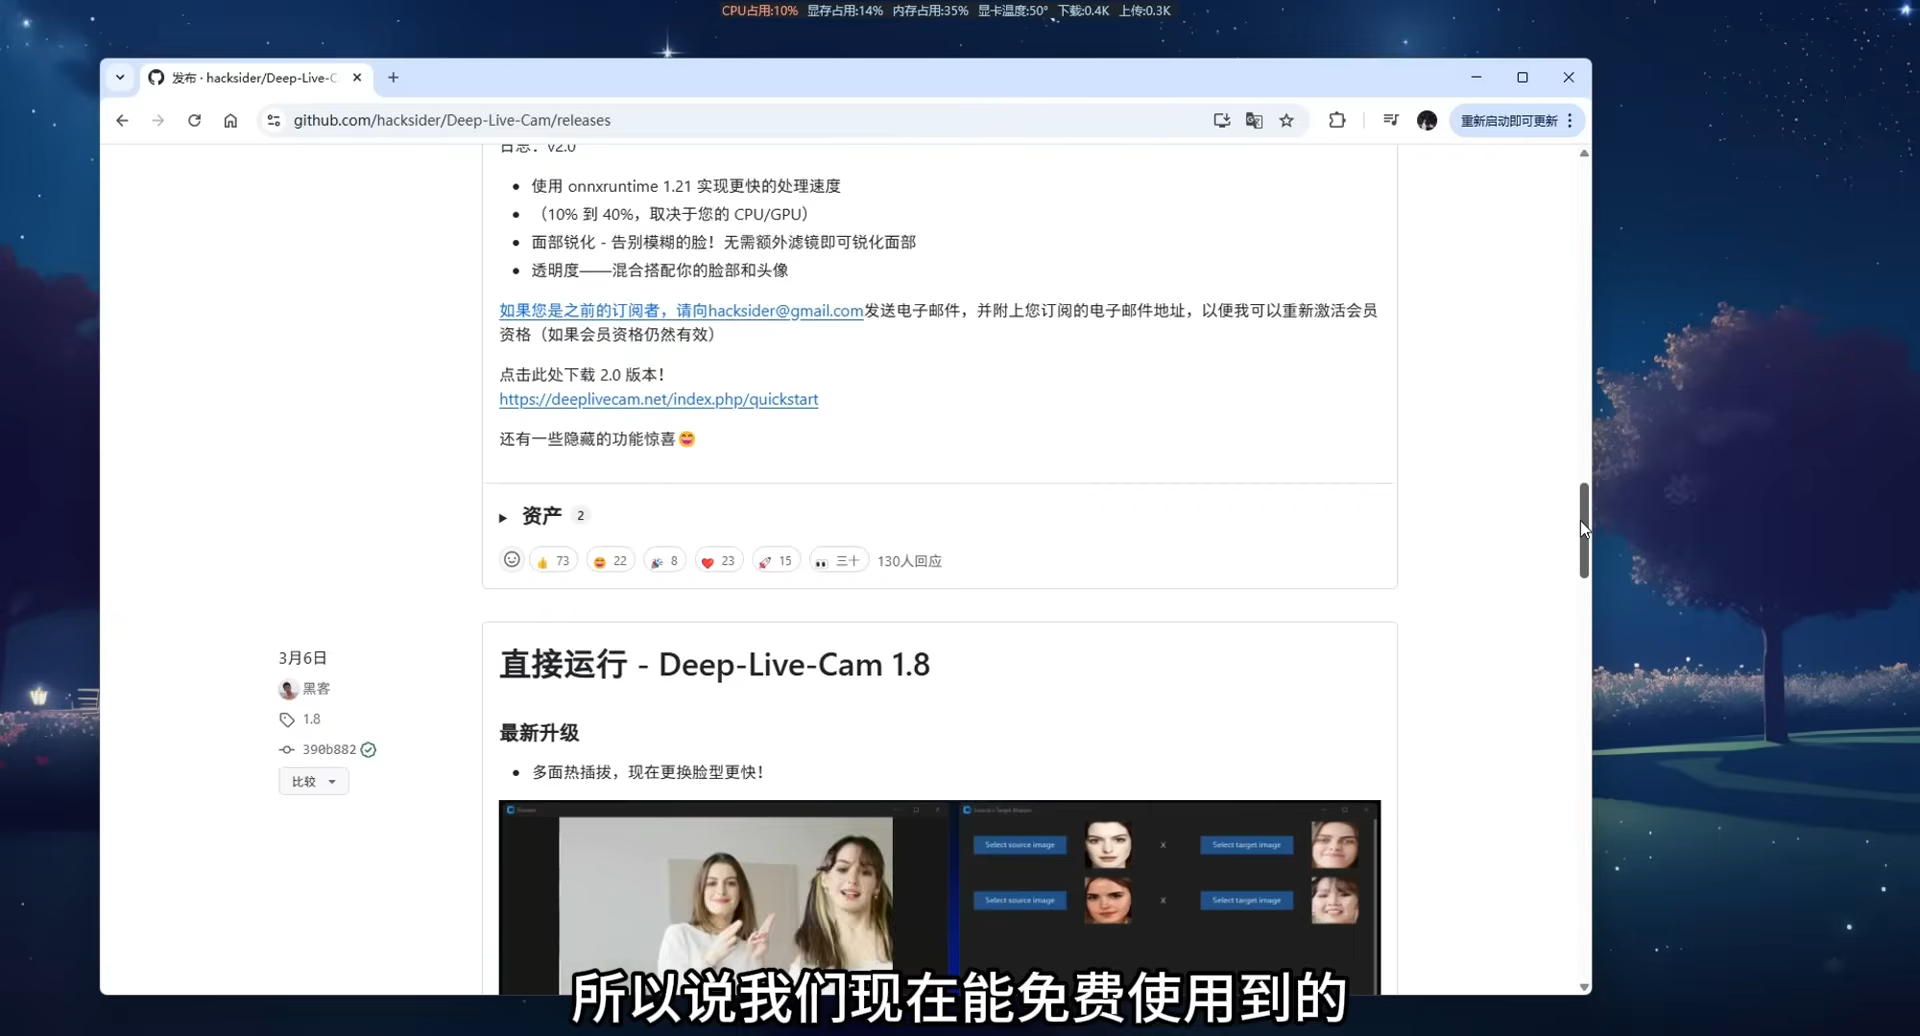 CPU占用:10% 显存占用:14% 内存占用:35% 显卡温度:50° 下载:0.4K 上传:0.3K
发布 · hacksider/Deep-Live-C
github.com/hacksider/Deep-Live-Cam/releases
重新启动即可更新
日志：v2.0
使用 onnxruntime 1.21 实现更快的处理速度
（10% 到 40%，取决于您的 CPU/GPU）
面部锐化 - 告别模糊的脸！无需额外滤镜即可锐化面部
透明度——混合搭配你的脸部和头像
如果您是之前的订阅者，请向hacksider@gmail.com发送电子邮件，并附上您订阅的电子邮件地址，以便我可以重新激活会员
资格（如果会员资格仍然有效）
点击此处下载 2.0 版本！
https://deeplivecam.net/index.php/quickstart
还有一些隐藏的功能惊喜😄
资产 2
73 22 8 23 15 三十 130人回应
3月6日
黑客
1.8
390b882
比较
直接运行 - Deep-Live-Cam 1.8
最新升级
多面热插拔，现在更换脸型更快！
Select source image X Select target image
Select source image X Select target image
所以说我们现在能免费使用到的